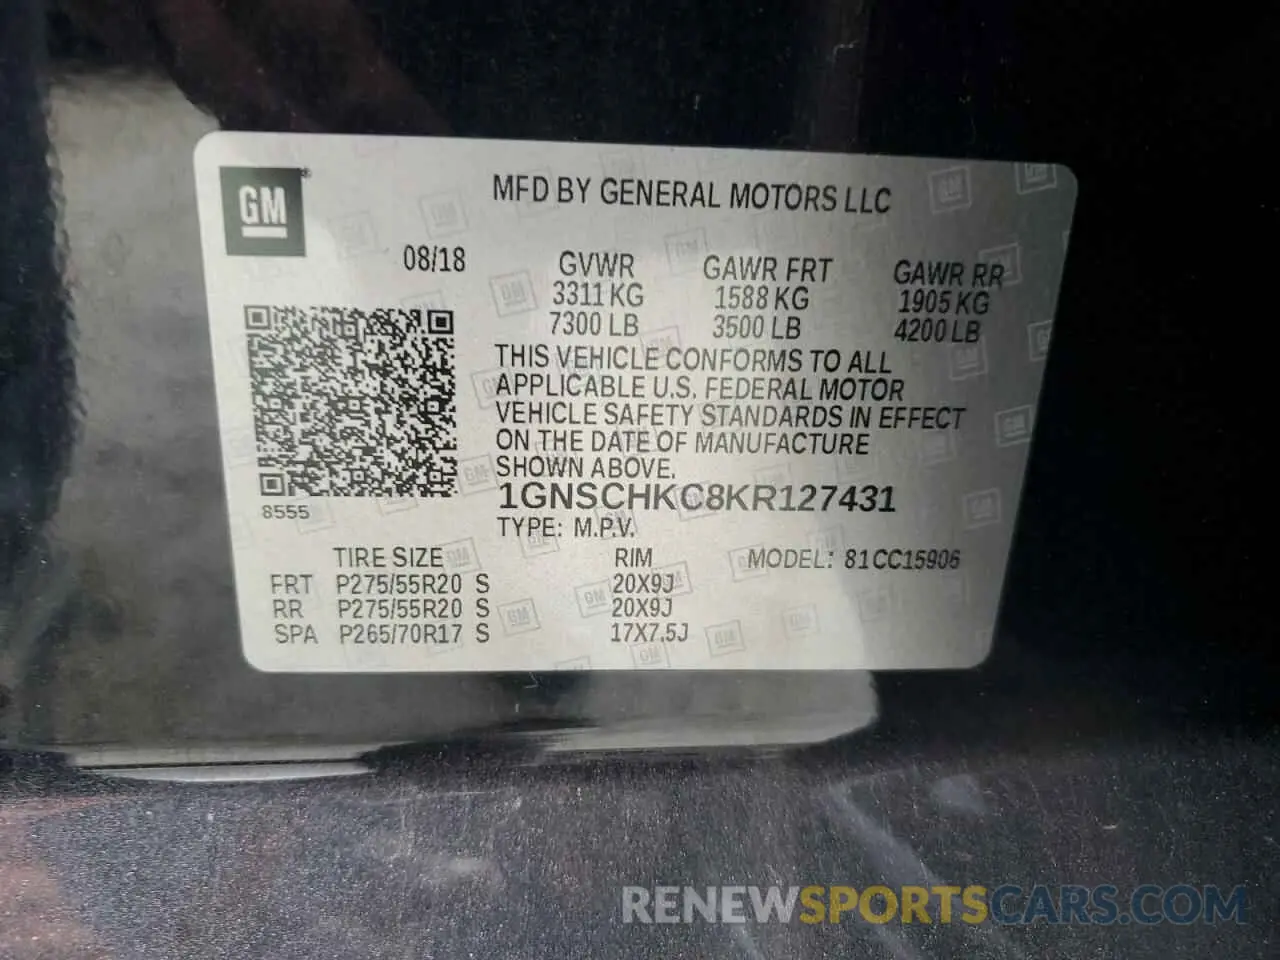 GM
MFD BY GENERAL MOTORS LLC
08/18
GVWR GAWR FRT GAWR RR
3311 KG 1588 KG 1905 KG
7300 LB 3500 LB 4200 LB
THIS VEHICLE CONFORMS TO ALL
APPLICABLE U.S. FEDERAL MOTOR
VEHICLE SAFETY STANDARDS IN EFFECT
ON THE DATE OF MANUFACTURE
SHOWN ABOVE.
1GNSCHKC8KR127431
8555
TYPE: M.P.V.
TIRE SIZE RIM MODEL: 81CC15906
FRT P275/55R20 S 20X9J
RR P275/55R20 S 20X9J
SPA P265/70R17 S 17X7.5J
RENEWSPORTSCARS.COM